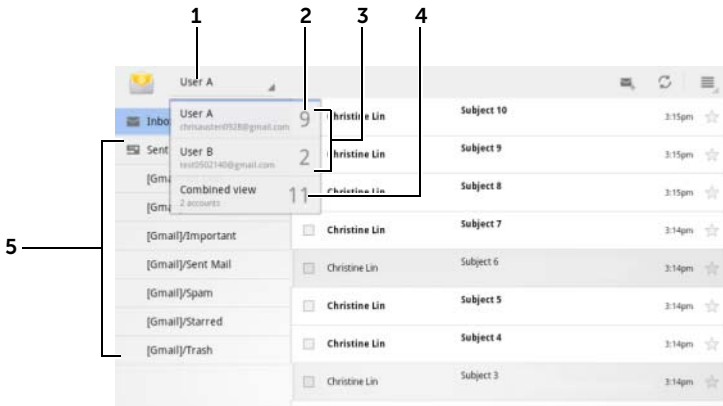 1 2 3 4
User A
User A
chrisausten0928@gmail.com
9
User B
test0502140@gmail.com
2
Combined view
2 accounts
11
5
Inbo
Sent
[Gma
[Gma
[Gmail]/Important
[Gmail]/Sent Mail
[Gmail]/Spam
[Gmail]/Starred
[Gmail]/Trash
Christine Lin Subject 10 3:15pm
Christine Lin Subject 9 3:15pm
Christine Lin Subject 8 3:15pm
Christine Lin Subject 7 3:14pm
Christine Lin Subject 6 3:14pm
Christine Lin Subject 5 3:14pm
Christine Lin Subject 4 3:14pm
Christine Lin Subject 3 3:14pm